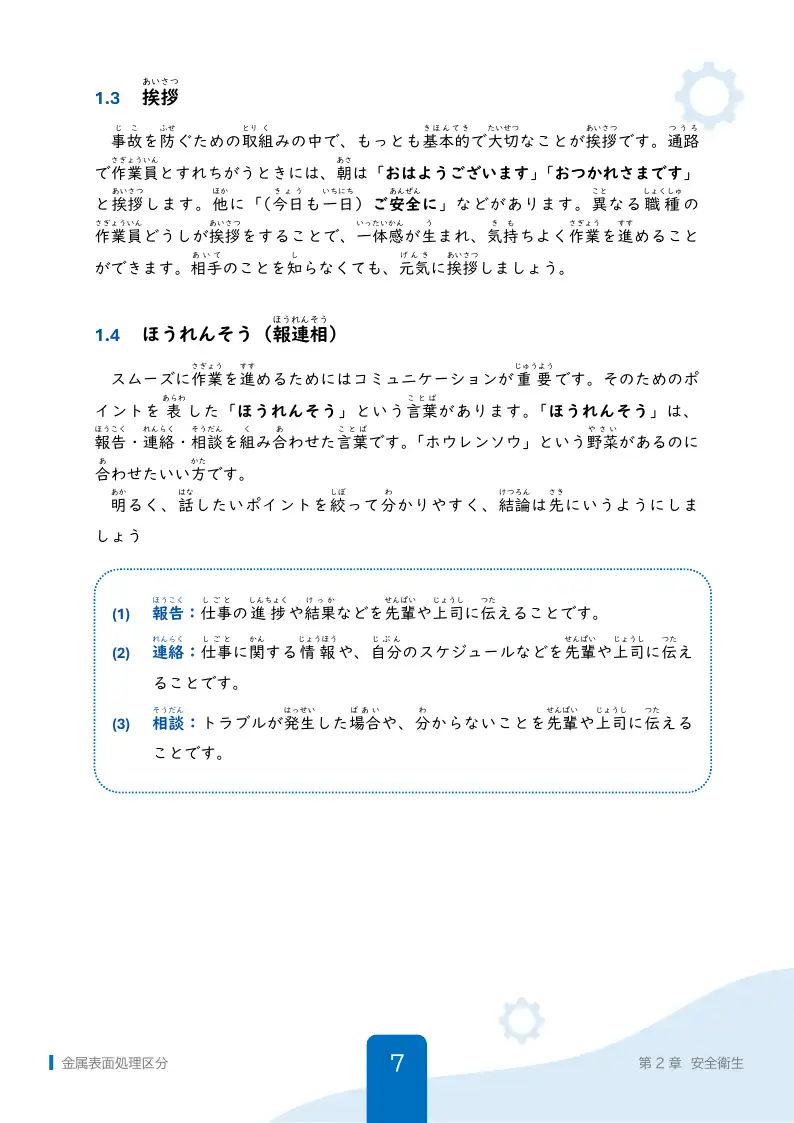 1.3 挨拶
事故を防ぐための取組みの中で、もっとも基本的で大切なことが挨拶です。通路
で作業員とすれちがうときには、朝は「おはようございます」「おつかれさまです」
と挨拶します。他に「（今日も一日）ご安全に」などがあります。異なる職種の
作業員どうしが挨拶をすることで、一体感が生まれ、気持ちよく作業を進めること
ができます。相手のことを知らなくても、元気に挨拶しましょう。
1.4 ほうれんそう（報連相）
スムーズに作業を進めるためにはコミュニケーションが重要です。そのためのポ
イントを表した「ほうれんそう」という言葉があります。「ほうれんそう」は、
報告・連絡・相談を組み合わせた言葉です。「ホウレンソウ」という野菜があるのに
合わせたいい方です。
明るく、話したいポイントを絞って分かりやすく、結論は先にいうようにしま
しょう
(1) 報告：仕事の進捗や結果などを先輩や上司に伝えることです。
(2) 連絡：仕事に関する情報や、自分のスケジュールなどを先輩や上司に伝え
ることです。
(3) 相談：トラブルが発生した場合や、分からないことを先輩や上司に伝える
ことです。
金属表面処理区分
7
第 2 章 安全衛生